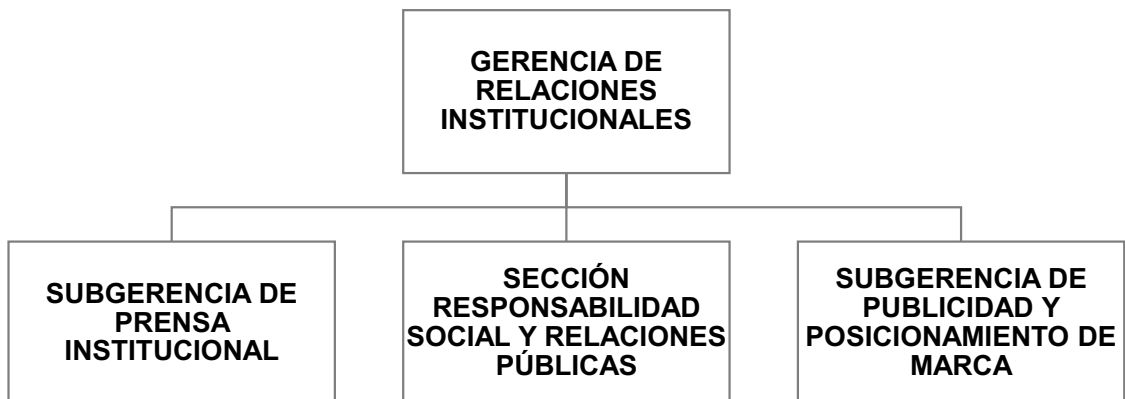 GERENCIA DE
RELACIONES
INSTITUCIONALES
SUBGERENCIA DE
PRENSA
INSTITUCIONAL
SECCIÓN
RESPONSABILIDAD
SOCIAL Y RELACIONES
PÚBLICAS
SUBGERENCIA DE
PUBLICIDAD Y
POSICIONAMIENTO DE
MARCA